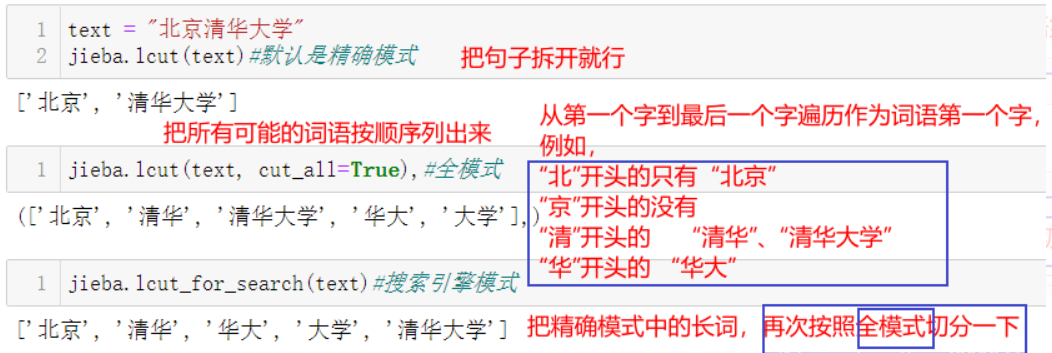 1 text = "北京清华大学"
2 jieba.lcut(text)#默认是精确模式 把句子拆开就行
['北京', '清华大学']
把所有可能的词语按顺序列出来
从第一个字到最后一个字遍历作为词语第一个字，
例如，
1 jieba.lcut(text, cut_all=True),#全模式
(['北京', '清华', '清华大学', '华大', '大学'],)
“北”开头的只有 “北京”
“京”开头的没有
“清”开头的 “清华”、“清华大学”
“华”开头的 “华大”
1 jieba.lcut_for_search(text)#搜索引擎模式
['北京', '清华', '华大', '大学', '清华大学'] 把精确模式中的长词，再次按照全模式切分一下